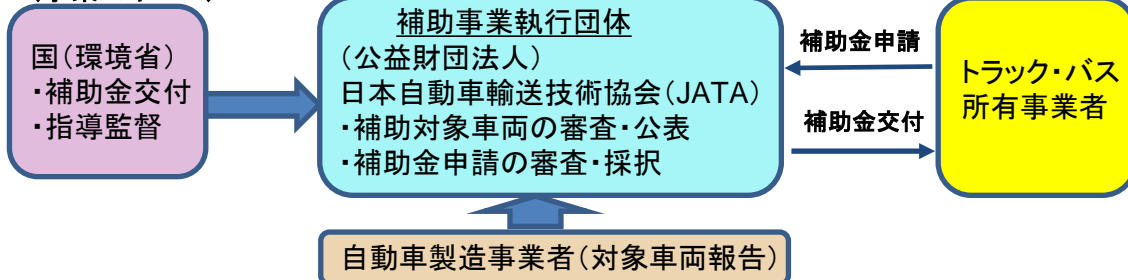 国(環境省)
・補助金交付
・指導監督
補助事業執行団体
(公益財団法人)
日本自動車輸送技術協会(JATA)
・補助対象車両の審査・公表
・補助金申請の審査・採択
補助金申請
補助金交付
トラック・バス
所有事業者
自動車製造事業者(対象車両報告)